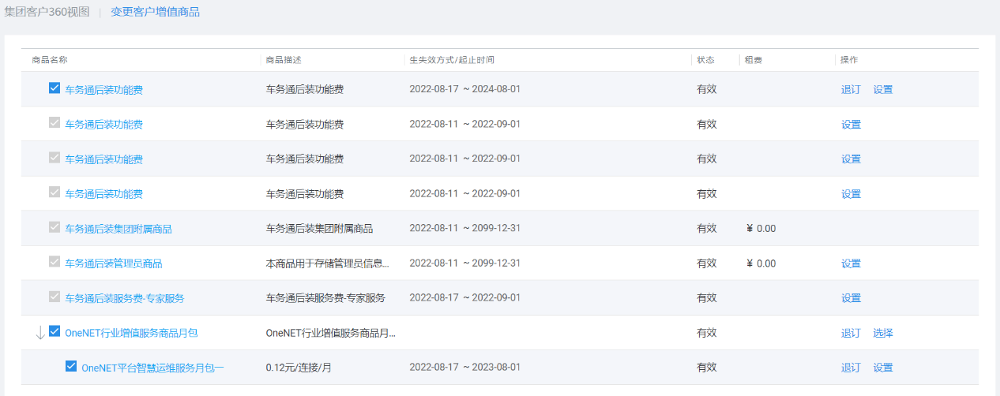 集团客户360视图 | 变更客户增值商品
商品名称 商品描述 生失效方式/起止时间 状态 租费 操作
车务通后装功能费 车务通后装功能费 2022-08-17 ~ 2024-08-01 有效 退订 设置
车务通后装功能费 车务通后装功能费 2022-08-11 ~ 2022-09-01 有效 设置
车务通后装功能费 车务通后装功能费 2022-08-11 ~ 2022-09-01 有效 设置
车务通后装功能费 车务通后装功能费 2022-08-11 ~ 2022-09-01 有效 设置
车务通后装集团附属商品 车务通后装集团附属商品 2022-08-11 ~ 2099-12-31 有效 ¥ 0.00
车务通后装管理员商品 本商品用于存储管理员信息... 2022-08-11 ~ 2099-12-31 有效 ¥ 0.00 设置
车务通后装服务费-专家服务 车务通后装服务费-专家服务 2022-08-17 ~ 2022-09-01 有效 设置
OneNET行业增值服务商品月包 OneNET行业增值服务商品月... 有效 退订 选择
OneNET平台智慧运维服务月包一 0.12元/连接/月 2022-08-17 ~ 2023-08-01 有效 退订 设置